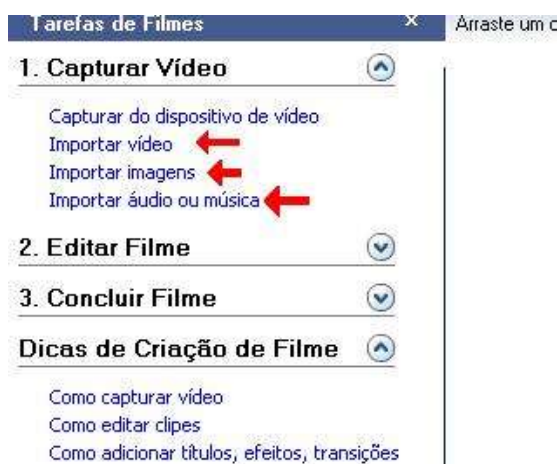 Tarefas de Filmes × Arraste um
1. Capturar Vídeo
Capturar do dispositivo de vídeo
Importar vídeo
Importar imagens
Importar áudio ou música
2. Editar Filme
3. Concluir Filme
Dicas de Criação de Filme
Como capturar vídeo
Como editar clipes
Como adicionar títulos, efeitos, transições